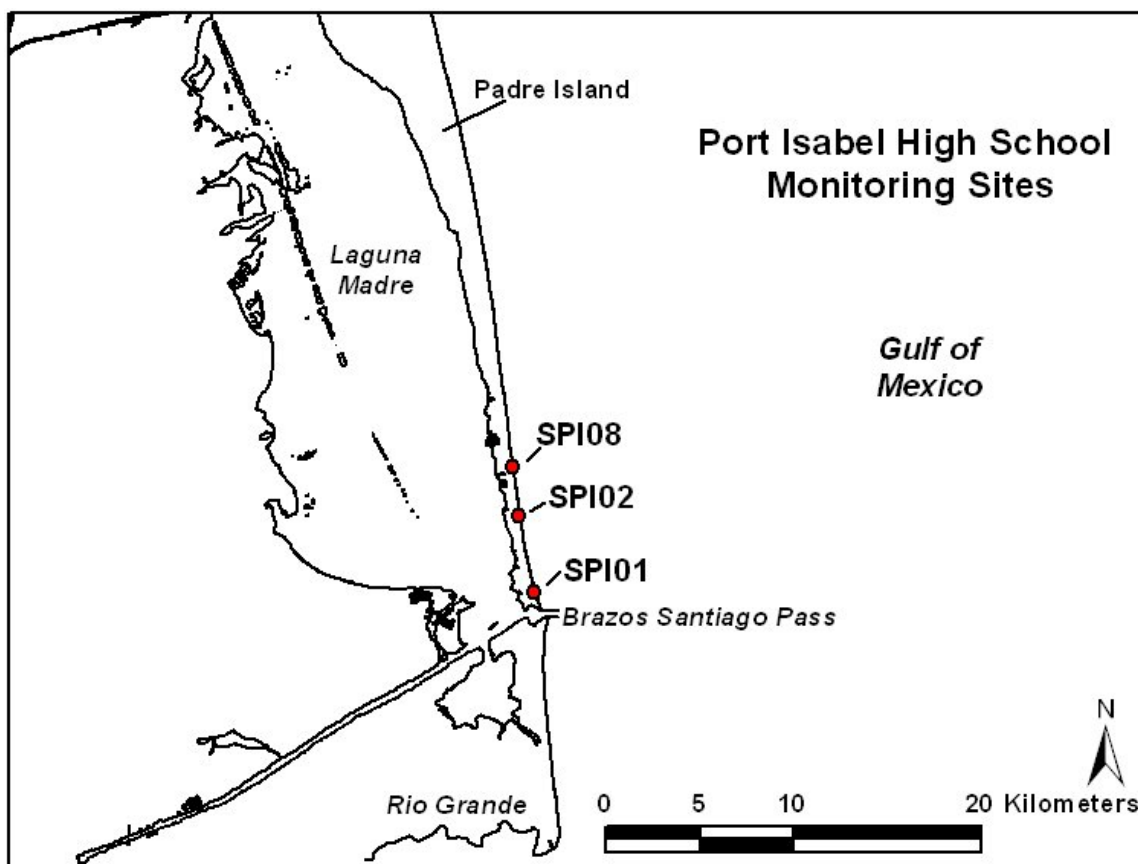 Padre Island
Port Isabel High School
Monitoring Sites
Laguna
Madre
Gulf of
Mexico
SPI08
SPI02
SPI01
Brazos Santiago Pass
N
Rio Grande
0 5 10 20 Kilometers